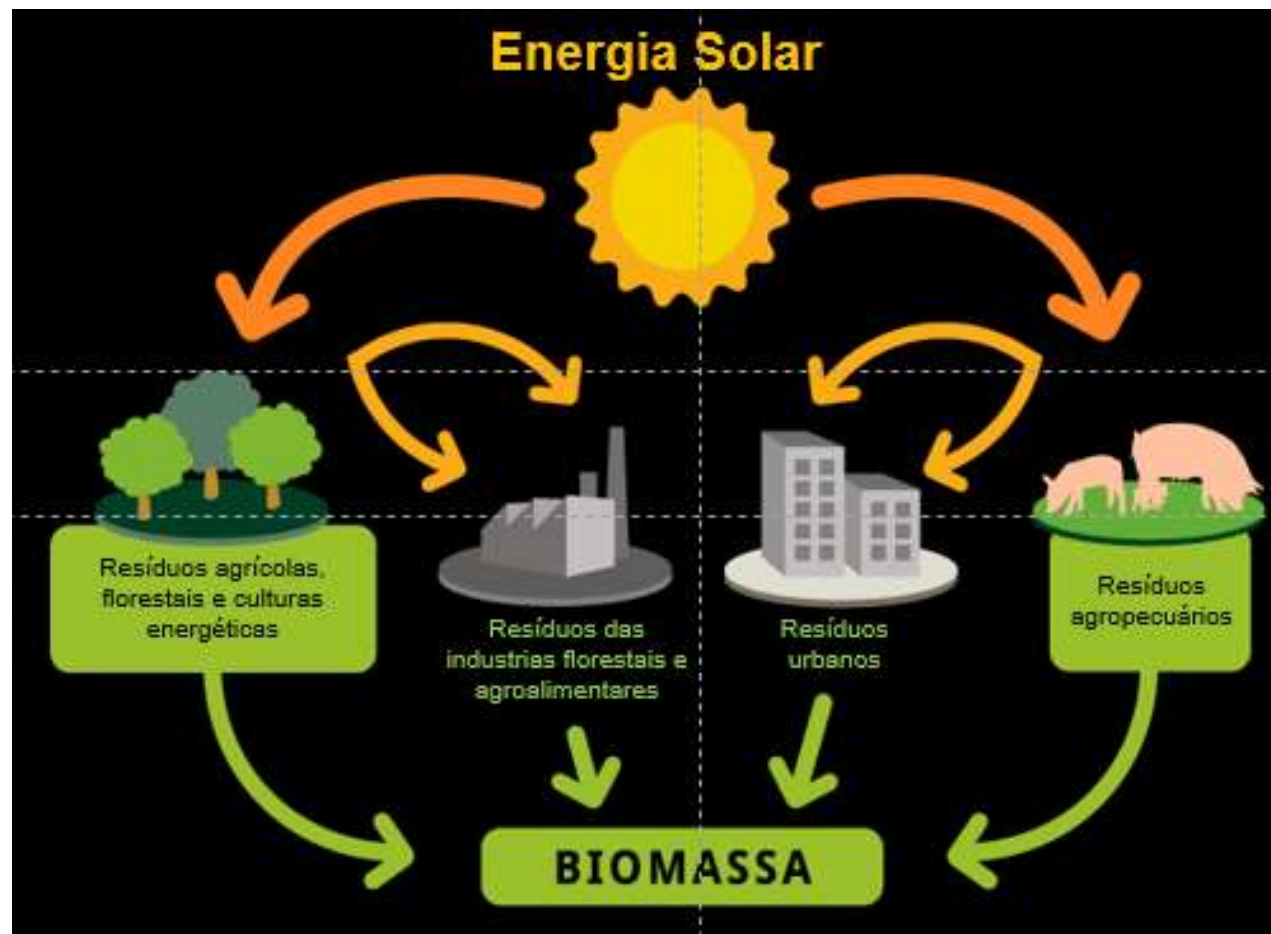 Energia Solar
Resíduos agrícolas,
florestais e culturas
energéticas
Resíduos das
industrias florestais e
agroalimentares
Resíduos
urbanos
Resíduos
agropecuários
BIOMASSA